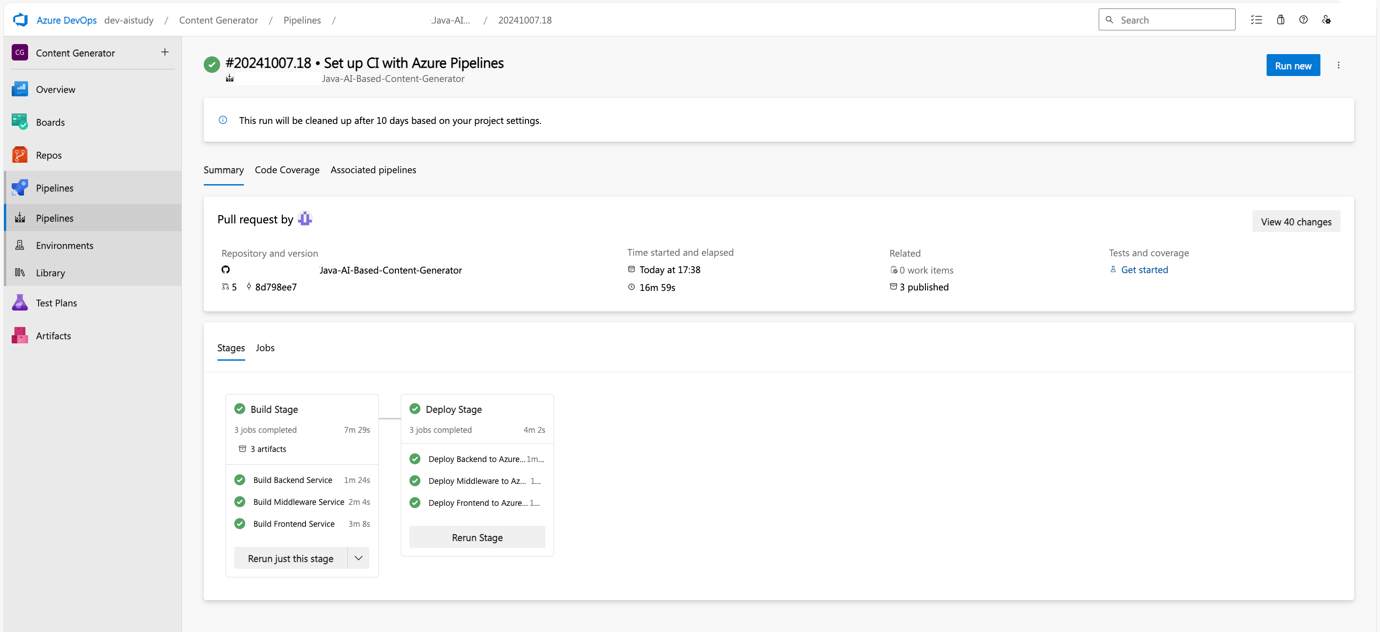 Azure DevOps dev-aistudy / Content Generator / Pipelines / Java-AI... / 20241007.18
Search
CG Content Generator +
Overview
Boards
Repos
Pipelines
Pipelines
Environments
Library
Test Plans
Artifacts
#20241007.18 • Set up CI with Azure Pipelines
Java-AI-Based-Content-Generator
Run new
This run will be cleaned up after 10 days based on your project settings.
Summary Code Coverage Associated pipelines
Pull request by
View 40 changes
Repository and version
Java-AI-Based-Content-Generator
5 8d798ee7
Time started and elapsed
Today at 17:38
16m 59s
Related
0 work items
3 published
Tests and coverage
Get started
Stages Jobs
Build Stage
3 jobs completed 7m 29s
3 artifacts
Build Backend Service 1m 24s
Build Middleware Service 2m 4s
Build Frontend Service 3m 8s
Rerun just this stage
Deploy Stage
3 jobs completed 4m 2s
Deploy Backend to Azure... 1m...
Deploy Middleware to Az... 1...
Deploy Frontend to Azure... 1...
Rerun Stage